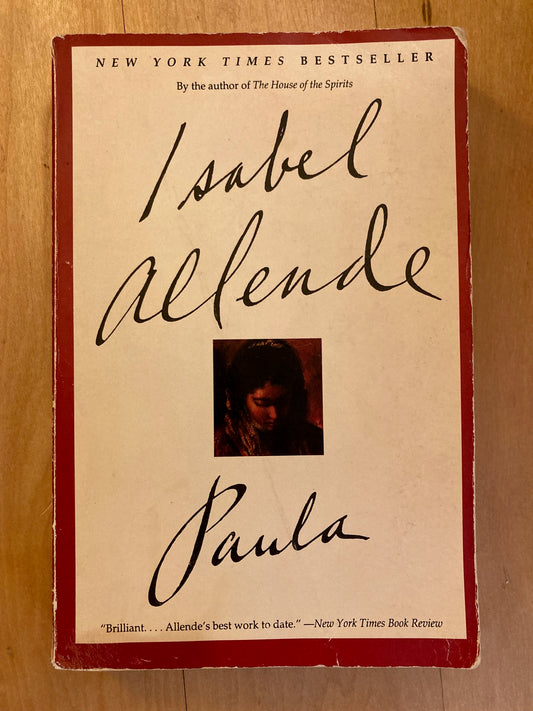 NEW YORK TIMES BESTSELLER
By the author of The House of the Spirits
Isabel
Allende
Paula
“Brilliant. . . . Allende’s best work to date.” —New York Times Book Review